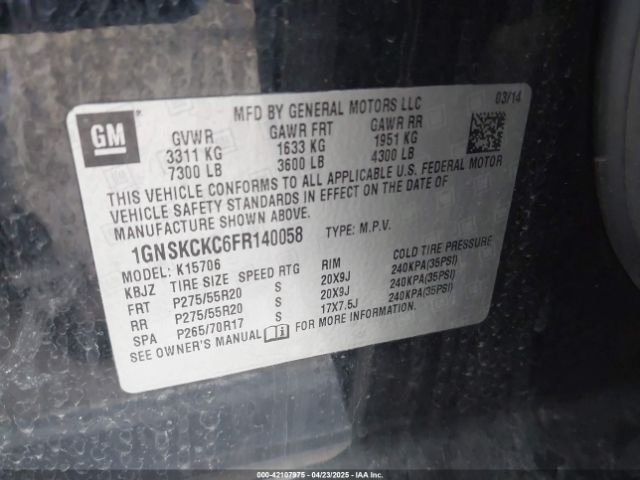 MFD BY GENERAL MOTORS LLC 03/14
GM
GVWR GAWR FRT GAWR RR
3311 KG 1633 KG 1951 KG
7300 LB 3600 LB 4300 LB
THIS VEHICLE CONFORMS TO ALL APPLICABLE U.S. FEDERAL MOTOR
VEHICLE SAFETY STANDARDS IN EFFECT ON THE DATE OF
MANUFACTURE SHOWN ABOVE.
1GNSKCKC6FR140058 TYPE: M.P.V.
MODEL: K15706
KBJZ TIRE SIZE SPEED RTG RIM COLD TIRE PRESSURE
FRT P275/55R20 S 20X9J 240KPA(35PSI)
RR P275/55R20 S 20X9J 240KPA(35PSI)
SPA P265/70R17 S 17X7.5J 240KPA(35PSI)
SEE OWNER'S MANUAL FOR MORE INFORMATION.
000-42107975 - 04/23/2025 - IAA Inc.